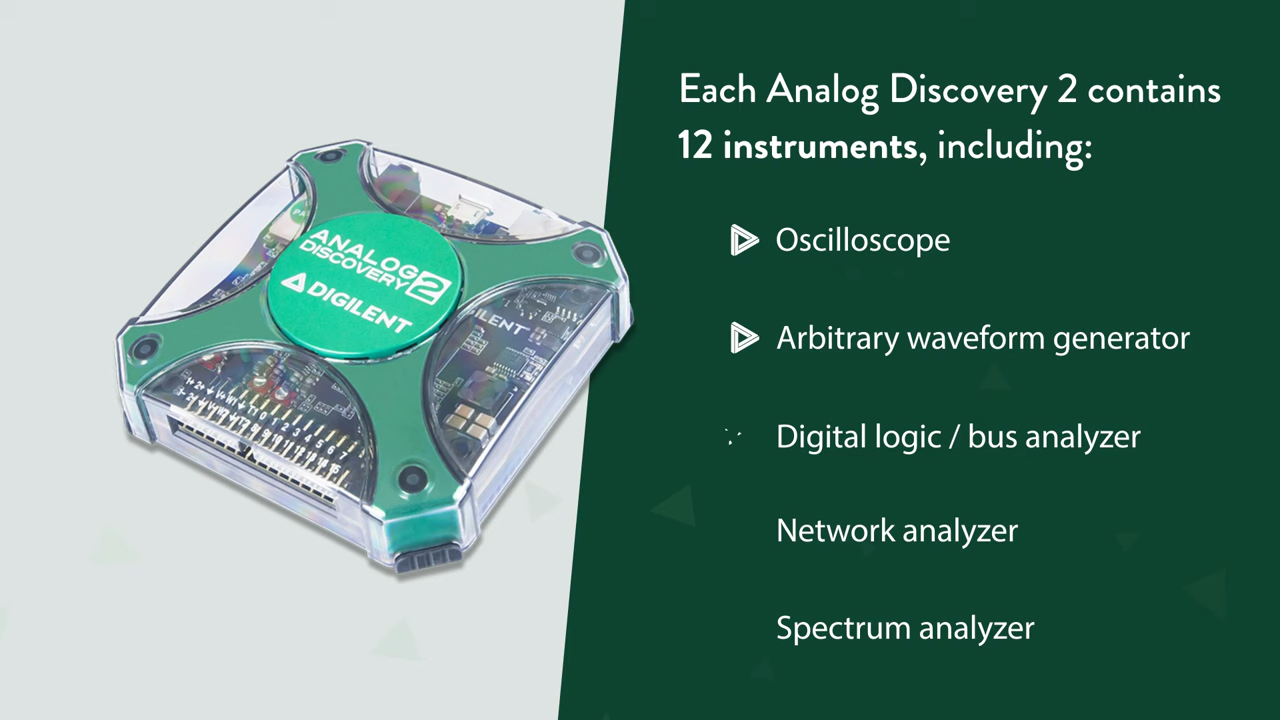 Each Analog Discovery 2 contains
12 instruments, including:
Oscilloscope
Arbitrary waveform generator
Digital logic / bus analyzer
Network analyzer
Spectrum analyzer
ANALOG
DISCOVERY 2
DIGILENT
ILENT